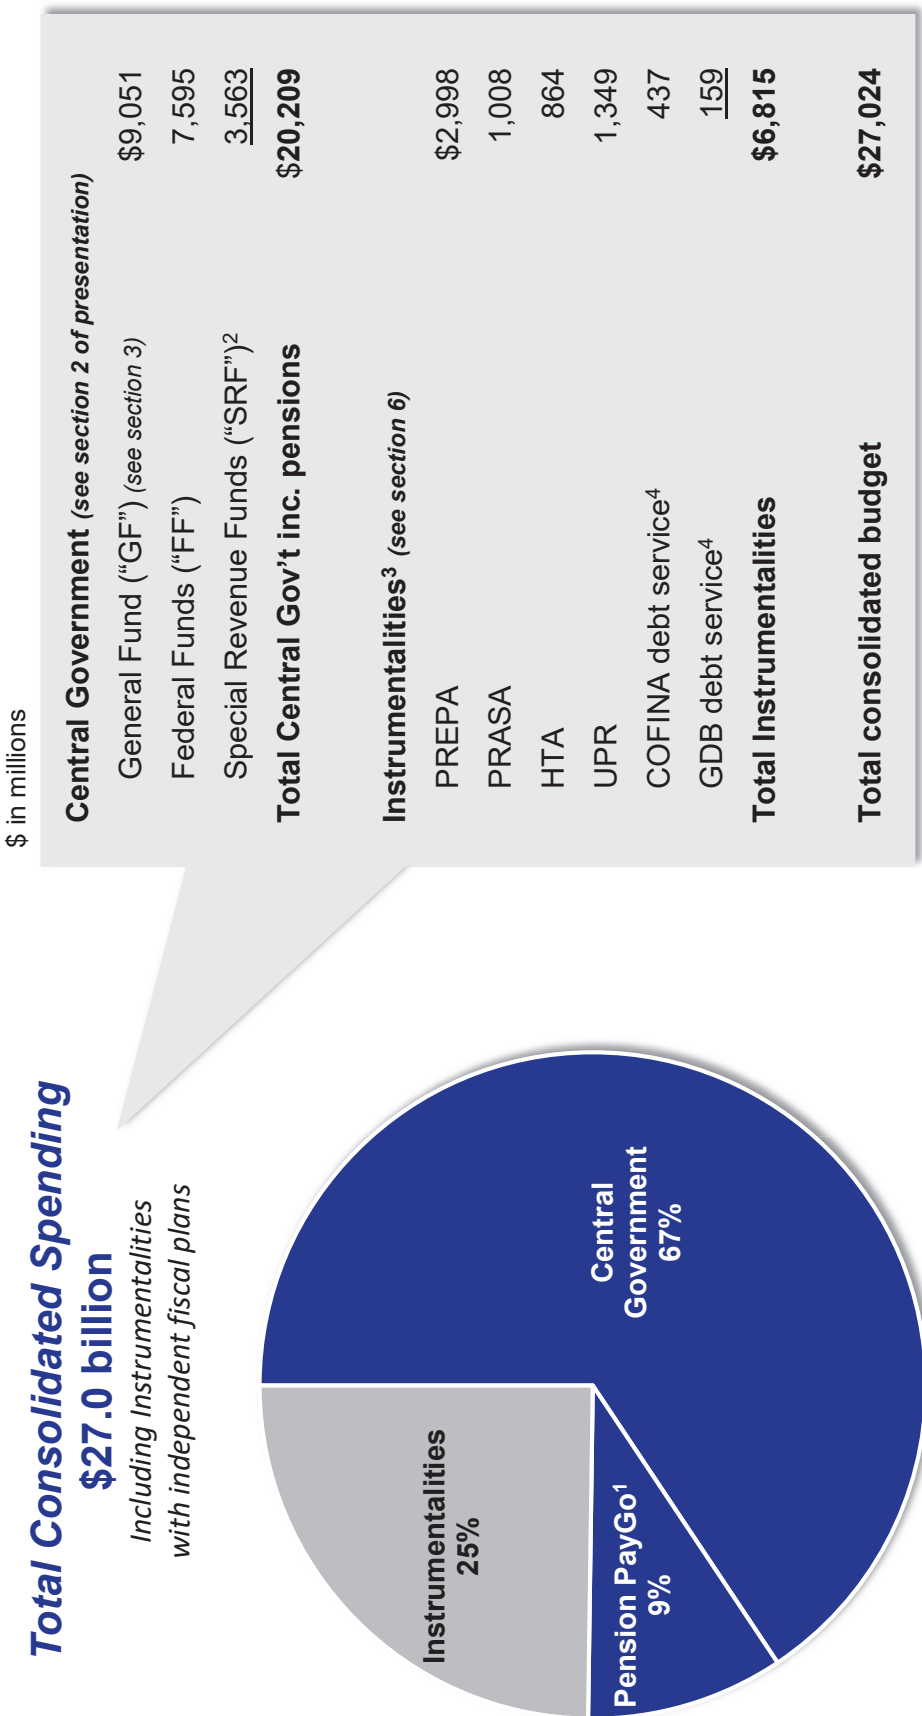 Total Consolidated Spending
$27.0 billion
Including Instrumentalities
with independent fiscal plans
Instrumentalities
25%
Pension PayGo¹
9%
Central
Government
67%
$ in millions
Central Government (see section 2 of presentation)
General Fund (“GF”) (see section 3) $9,051
Federal Funds (“FF”) 7,595
Special Revenue Funds (“SRF”)² 3,563
Total Central Gov’t inc. pensions $20,209
Instrumentalities³ (see section 6)
PREPA $2,998
PRASA 1,008
HTA 864
UPR 1,349
COFINA debt service⁴ 437
GDB debt service⁴ 159
Total Instrumentalities $6,815
Total consolidated budget $27,024